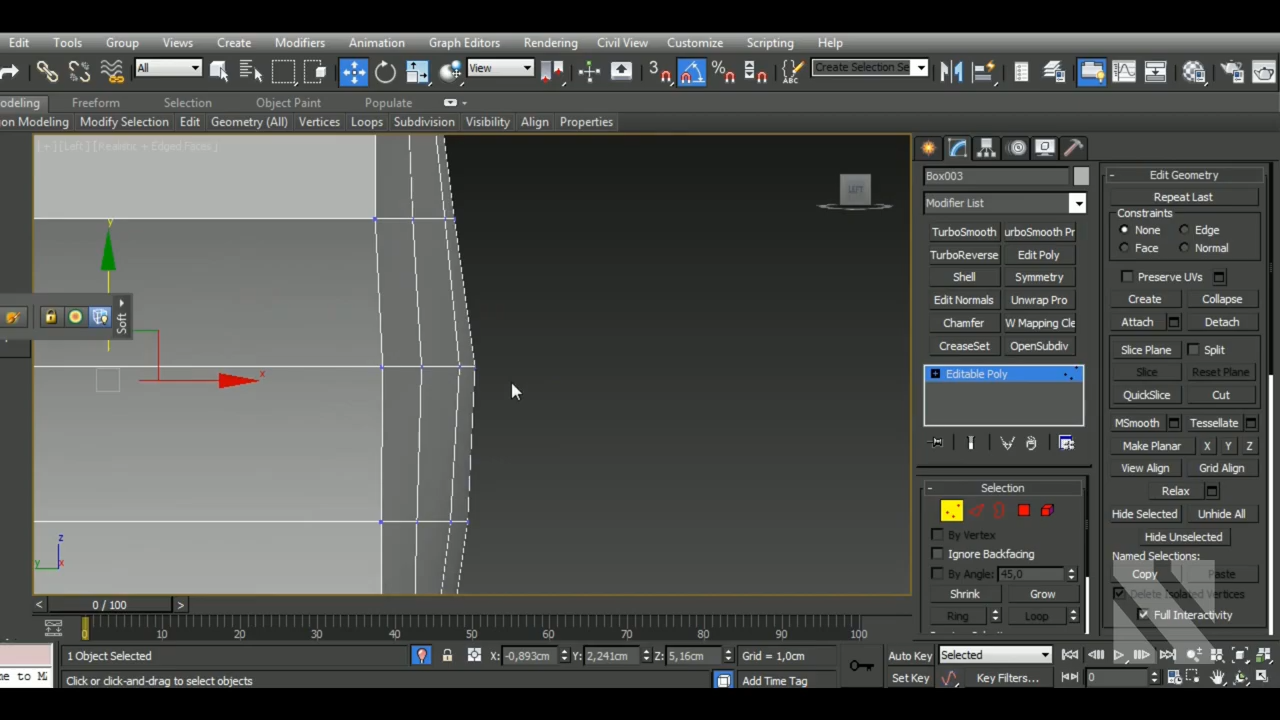 Edit Tools Group Views Create Modifiers Animation Graph Editors Rendering Civil View Customize Scripting Help
All View 3 % ABC Create Selection Se
odeling Freeform Selection Object Paint Populate
on Modeling Modify Selection Edit Geometry (All) Vertices Loops Subdivision Visibility Align Properties
[+] [Left] [Realistic + Edged Faces]
LEFT
y
x
Soft
z
y x
Box003
Modifier List
TurboSmooth urboSmooth Pr
TurboReverse Edit Poly
Shell Symmetry
Edit Normals Unwrap Pro
Chamfer W Mapping Cle
CreaseSet OpenSubdiv
+ Editable Poly
- Selection
By Vertex
Ignore Backfacing
By Angle: 45,0
Shrink Grow
Ring Loop
- Edit Geometry
Repeat Last
Constraints
None Edge
Face Normal
Preserve UVs
Create Collapse
Attach Detach
Slice Plane Split
Slice Reset Plane
QuickSlice Cut
MSmooth Tessellate
Make Planar X Y Z
View Align Grid Align
Relax
Hide Selected Unhide All
Hide Unselected
Named Selections:
Copy Paste
Delete Isolated Vertices
Full Interactivity
< 0 / 100 >
0 10 20 30 40 50 60 70 80 90 100
1 Object Selected X: -0,893cm Y: 2,241cm Z: 5,16cm Grid = 1,0cm Auto Key Selected
ne to Mi Click or click-and-drag to select objects Add Time Tag Set Key Key Filters... 0